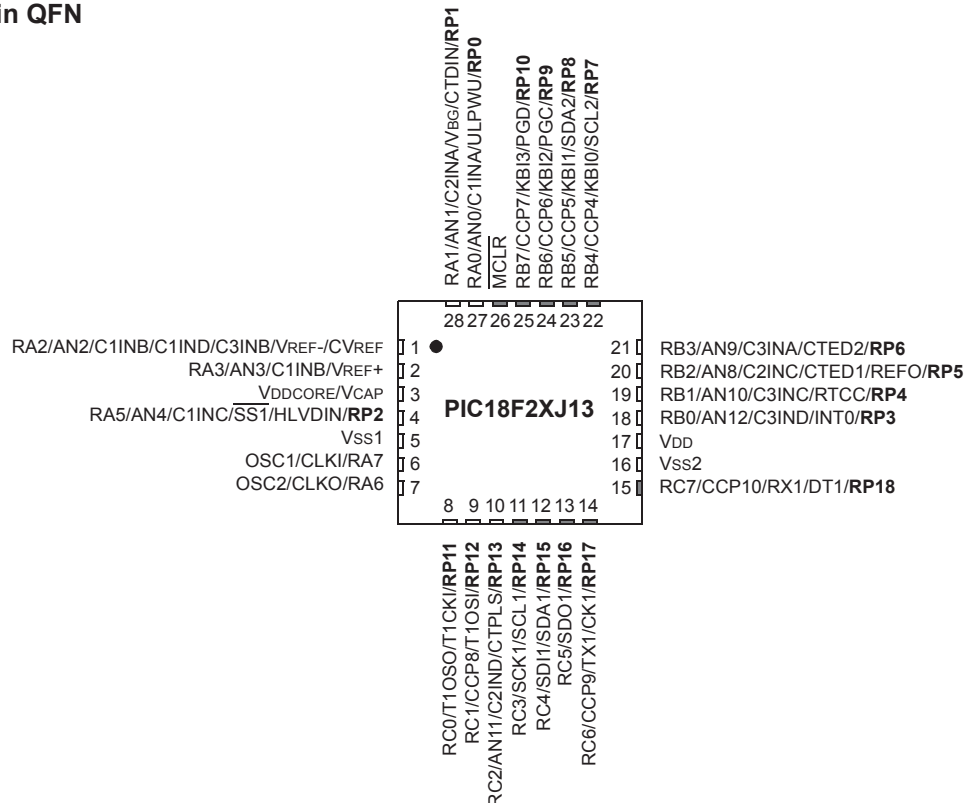 in QFN
RA1/AN1/C2INA/VBG/CTDIN/RP1
RA0/AN0/C1INA/ULPWU/RP0
MCLR
RB7/CCP7/KBI3/PGD/RP10
RB6/CCP6/KBI2/PGC/RP9
RB5/CCP5/KBI1/SDA2/RP8
RB4/CCP4/KBI0/SCL2/RP7
28 27 26 25 24 23 22
RA2/AN2/C1INB/C1IND/C3INB/VREF-/CVREF 1
RA3/AN3/C1INB/VREF+ 2
VDDCORE/VCAP 3
RA5/AN4/C1INC/SS1/HLVDIN/RP2 4
VSS1 5
OSC1/CLKI/RA7 6
OSC2/CLKO/RA6 7
PIC18F2XJ13
21 RB3/AN9/C3INA/CTED2/RP6
20 RB2/AN8/C2INC/CTED1/REFO/RP5
19 RB1/AN10/C3INC/RTCC/RP4
18 RB0/AN12/C3IND/INT0/RP3
17 VDD
16 VSS2
15 RC7/CCP10/RX1/DT1/RP18
8 9 10 11 12 13 14
RC0/T1OSO/T1CKI/RP11
RC1/CCP8/T1OSI/RP12
RC2/AN11/C2IND/CTPLS/RP13
RC3/SCK1/SCL1/RP14
RC4/SDI1/SDA1/RP15
RC5/SDO1/RP16
RC6/CCP9/TX1/CK1/RP17